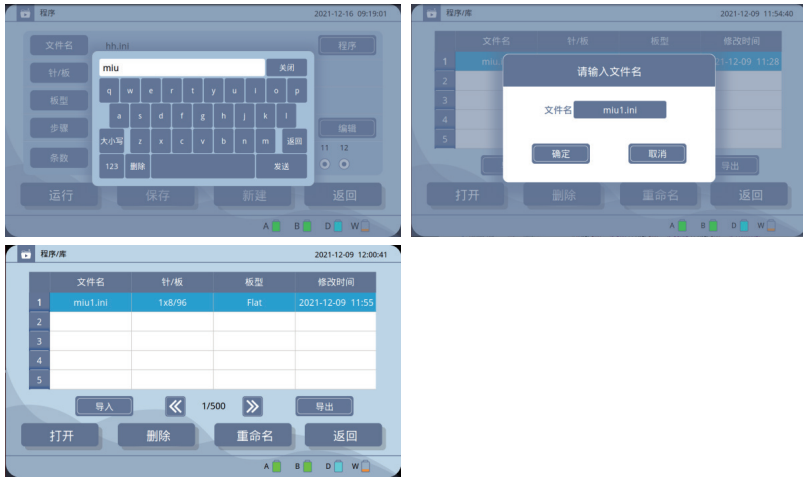 程序 2021-12-16 09:19:01
文件名 hh.ini 程序
miu 关闭
针/板
q w e r t y u i o p
板型
a s d f g h j k l
步骤 编辑
大小写 z x c v b n m 返回
11 12
条数
123 删除 发送
运行 保存 新建 返回
A B D W
程序/库 2021-12-09 11:54:40
文件名 针/板 板型 修改时间
1 miu. 21-12-09 11:28
请输入文件名
2
3
文件名 miu1.ini
4
5
确定 取消
导出
打开 删除 重命名 返回
A B D W
程序/库 2021-12-09 12:00:41
文件名 针/板 板型 修改时间
1 miu1.ini 1x8/96 Flat 2021-12-09 11:55
2
3
4
5
导入 1/500 导出
打开 删除 重命名 返回
A B D W